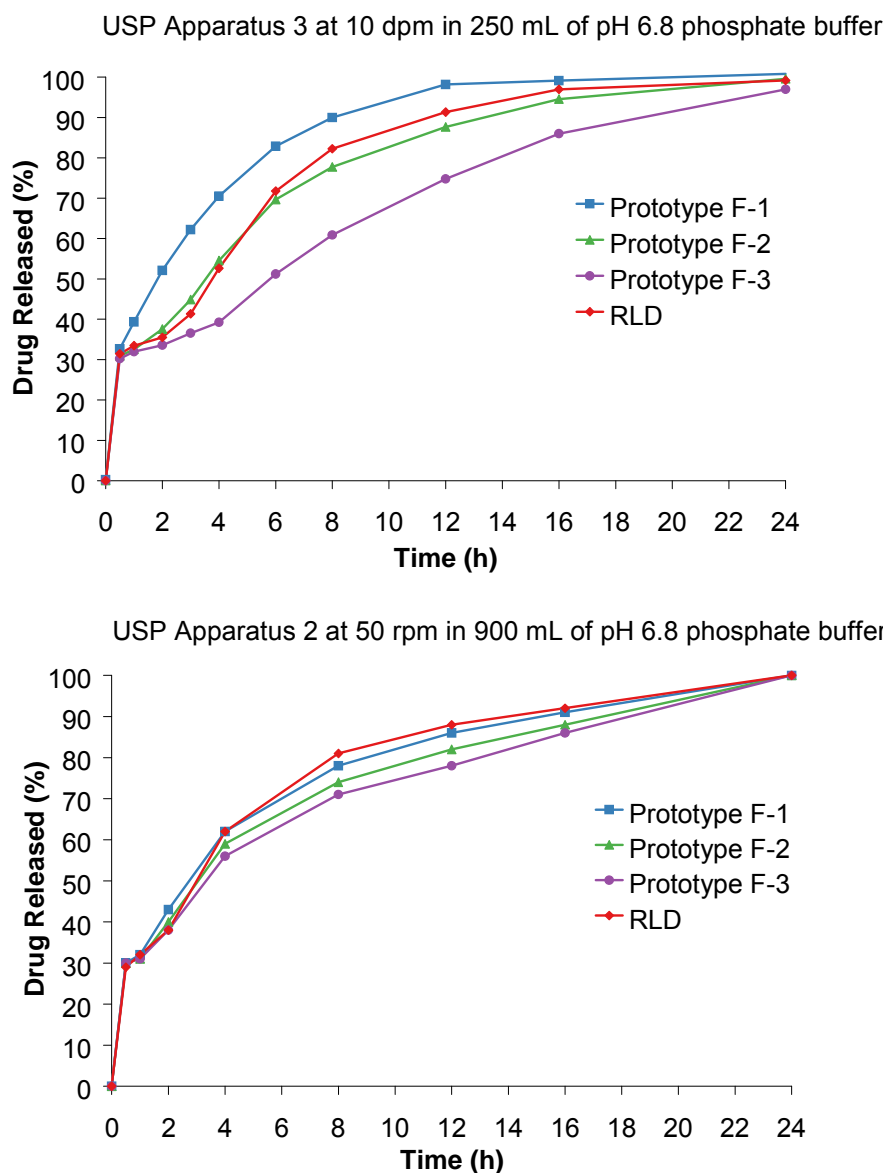 USP Apparatus 3 at 10 dpm in 250 mL of pH 6.8 phosphate buffer
Drug Released (%)
100
90
80
70
60
50
40
30
20
10
0
Prototype F-1
Prototype F-2
Prototype F-3
RLD
0 2 4 6 8 10 12 14 16 18 20 22 24
Time (h)
USP Apparatus 2 at 50 rpm in 900 mL of pH 6.8 phosphate buffer
Drug Released (%)
100
90
80
70
60
50
40
30
20
10
0
Prototype F-1
Prototype F-2
Prototype F-3
RLD
0 2 4 6 8 10 12 14 16 18 20 22 24
Time (h)